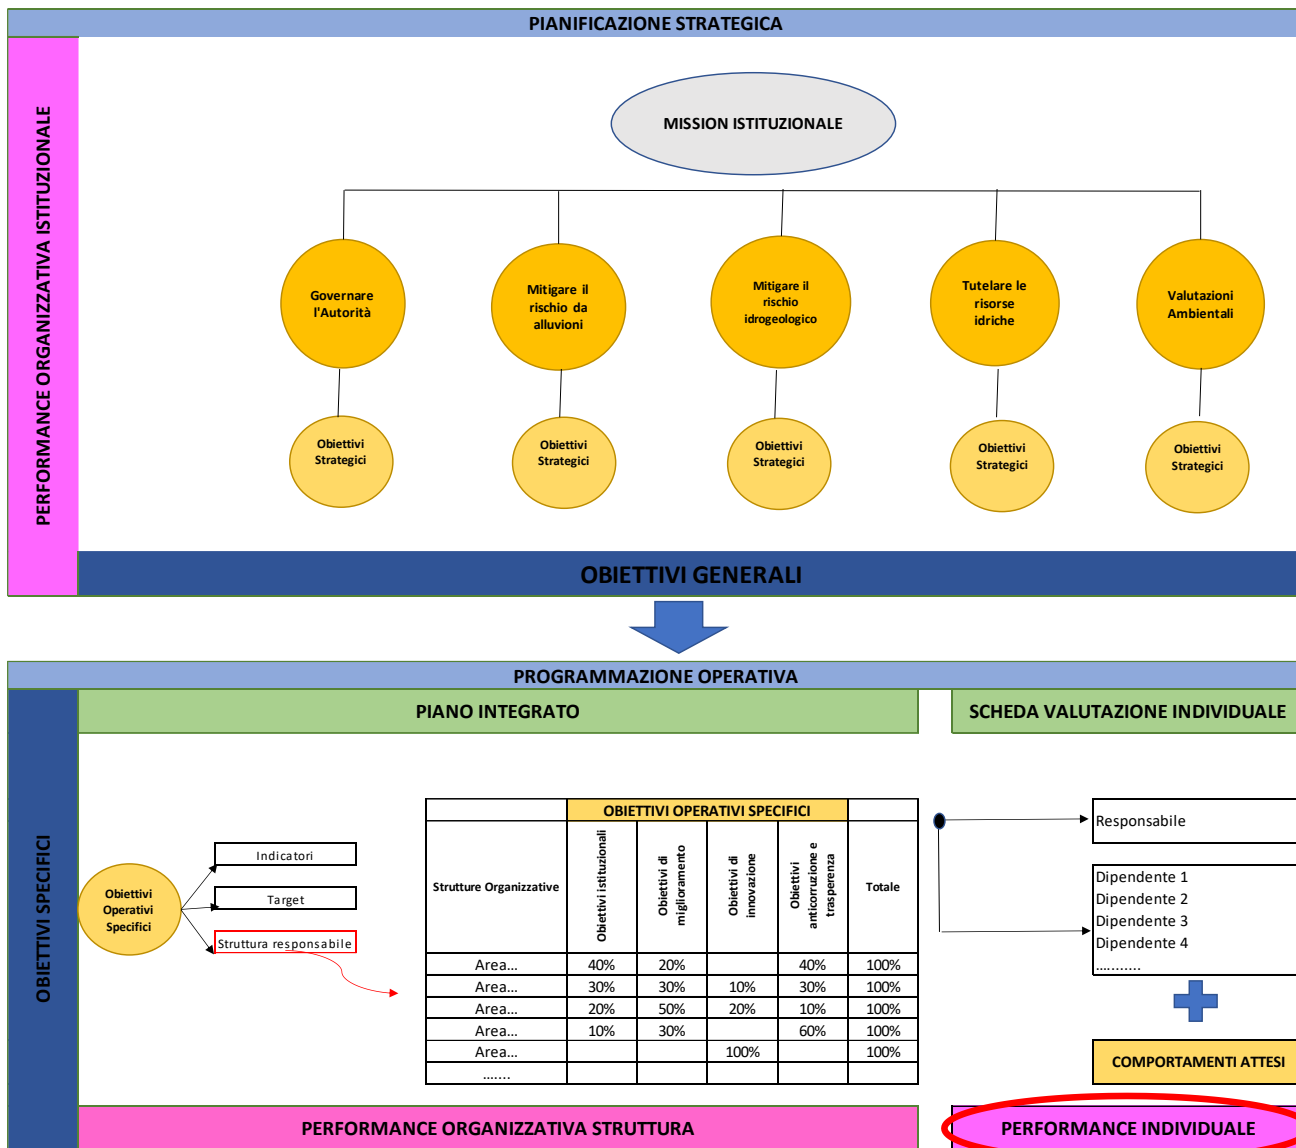 PIANIFICAZIONE STRATEGICA
PERFORMANCE ORGANIZZATIVA ISTITUZIONALE
MISSION ISTITUZIONALE
Governare
l'Autorità
Mitigare il
rischio da
alluvioni
Mitigare il
rischio
idrogeologico
Tutelare le
risorse
idriche
Valutazioni
Ambientali
Obiettivi
Strategici
Obiettivi
Strategici
Obiettivi
Strategici
Obiettivi
Strategici
Obiettivi
Strategici
OBIETTIVI GENERALI
PROGRAMMAZIONE OPERATIVA
OBIETTIVI SPECIFICI
PIANO INTEGRATO
SCHEDA VALUTAZIONE INDIVIDUALE
Obiettivi
Operativi
Specifici
Indicatori
Target
Struttura responsabile
OBIETTIVI OPERATIVI SPECIFICI
Strutture Organizzative
Obiettivi istituzionali
Obiettivi di
miglioramento
Obiettivi di
innovazione
Obiettivi
anticorruzione e
trasperenza
Totale
Area... 40% 20% 40% 100%
Area... 30% 30% 10% 30% 100%
Area... 20% 50% 20% 10% 100%
Area... 10% 30% 60% 100%
Area... 100% 100%
.......
Responsabile
Dipendente 1
Dipendente 2
Dipendente 3
Dipendente 4
...........
COMPORTAMENTI ATTESI
PERFORMANCE ORGANIZZATIVA STRUTTURA
PERFORMANCE INDIVIDUALE